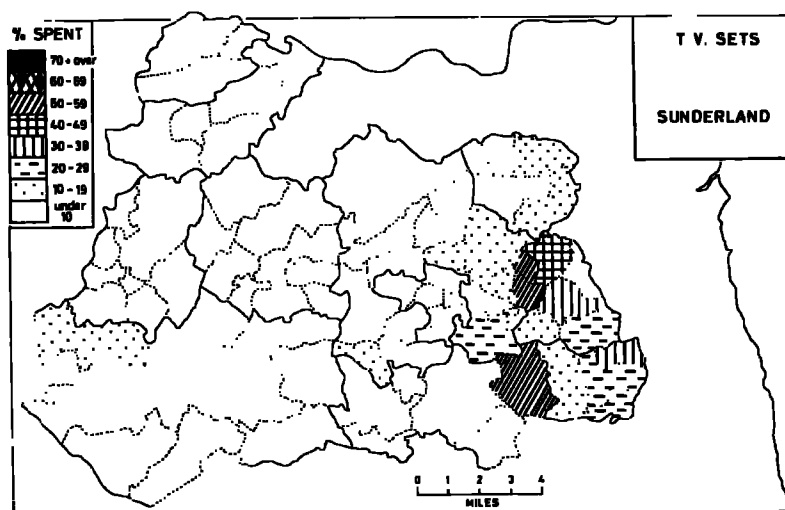 % SPENT
70 + over
60 - 69
50 - 59
40 - 49
30 - 39
20 - 29
10 - 19
under
10
T V. SETS
SUNDERLAND
0 1 2 3 4
MILES